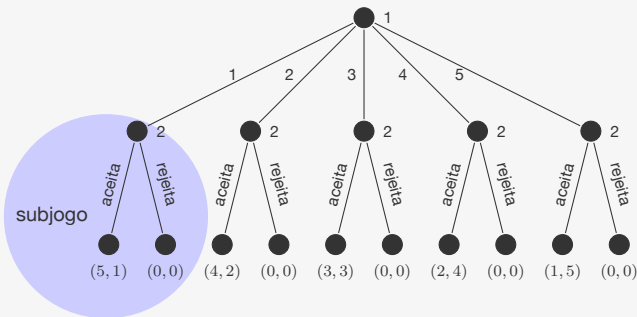 1
1 2 3 4 5
2 2 2 2 2
aceita rejeita aceita rejeita aceita rejeita aceita rejeita aceita rejeita
subjogo
(5, 1) (0, 0) (4, 2) (0, 0) (3, 3) (0, 0) (2, 4) (0, 0) (1, 5) (0, 0)